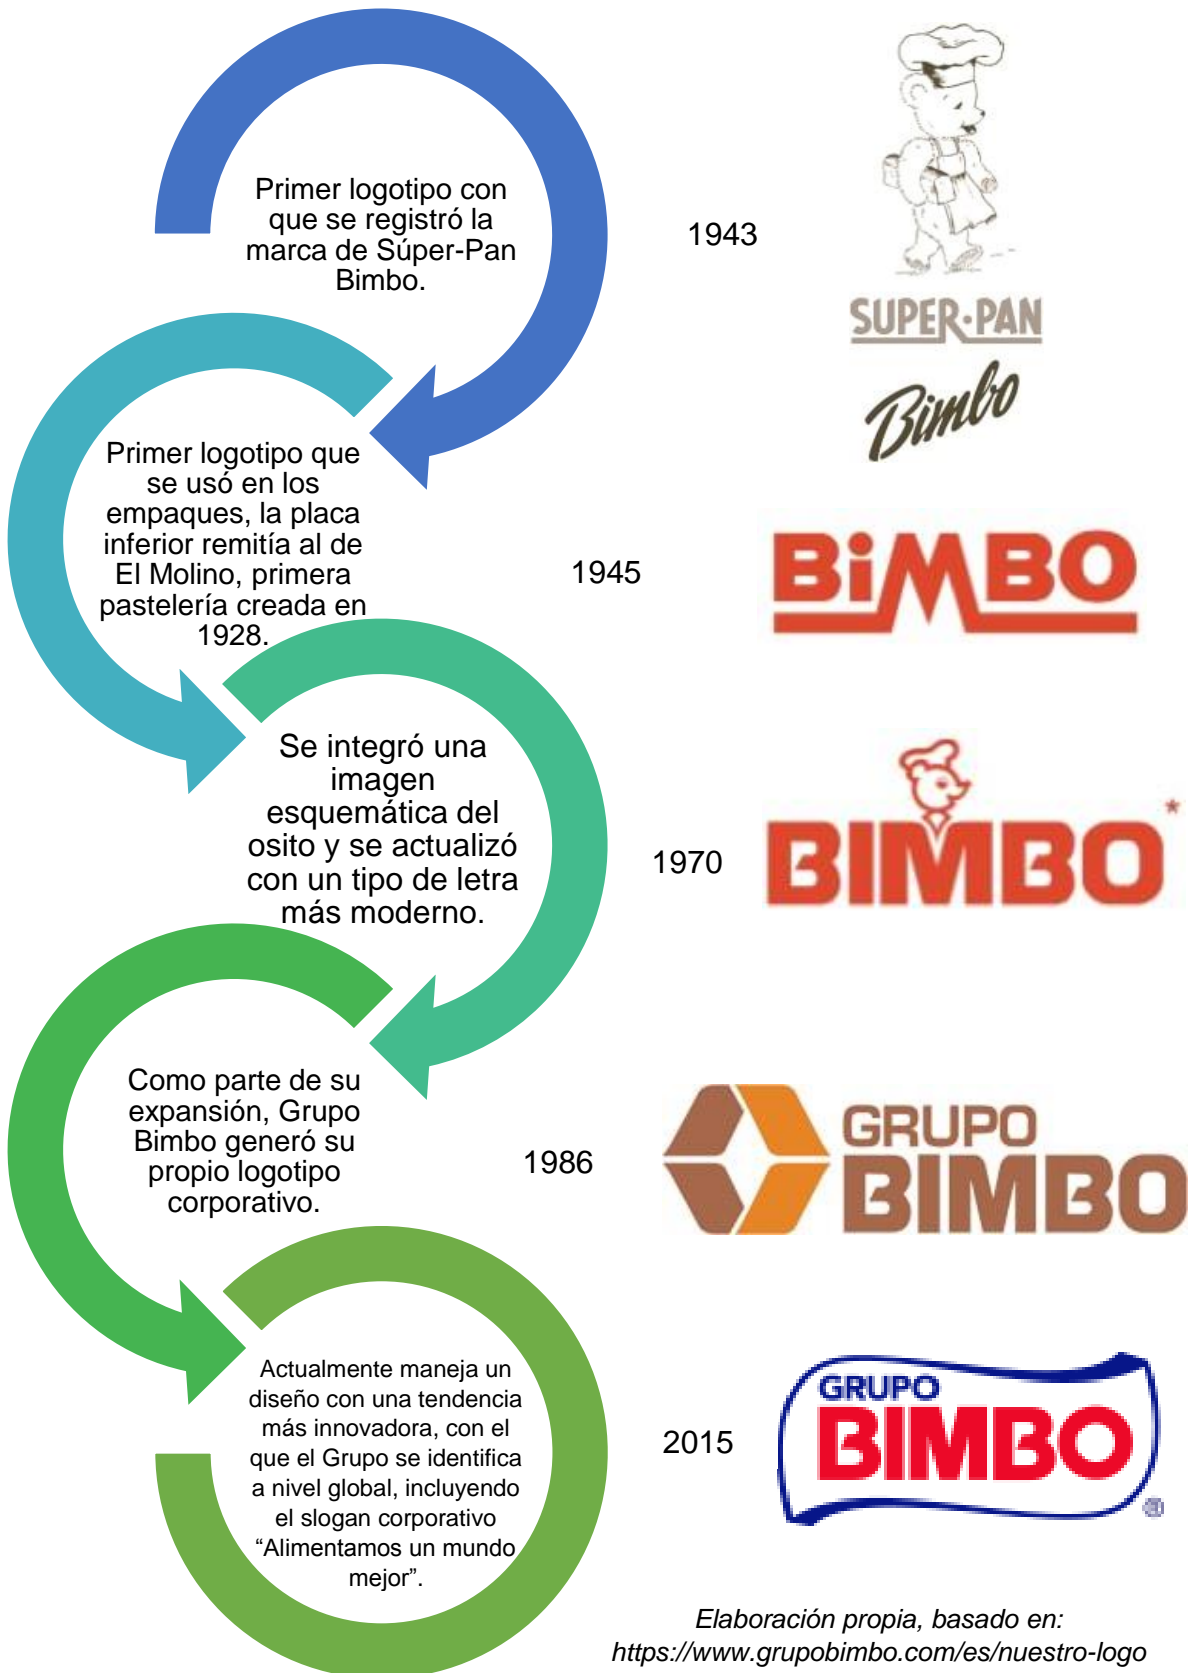 Primer logotipo con
que se registró la
marca de Súper-Pan
Bimbo.
1943
SUPER·PAN
Bimbo
Primer logotipo que
se usó en los
empaques, la placa
inferior remitía al de
El Molino, primera
pastelería creada en
1928.
1945
BiMBO
Se integró una
imagen
esquemática del
osito y se actualizó
con un tipo de letra
más moderno.
1970
BIMBO*
Como parte de su
expansión, Grupo
Bimbo generó su
propio logotipo
corporativo.
1986
GRUPO
BIMBO
Actualmente maneja un
diseño con una tendencia
más innovadora, con el
que el Grupo se identifica
a nivel global, incluyendo
el slogan corporativo
“Alimentamos un mundo
mejor”.
2015
GRUPO
BIMBO
®
Elaboración propia, basado en:
https://www.grupobimbo.com/es/nuestro-logo